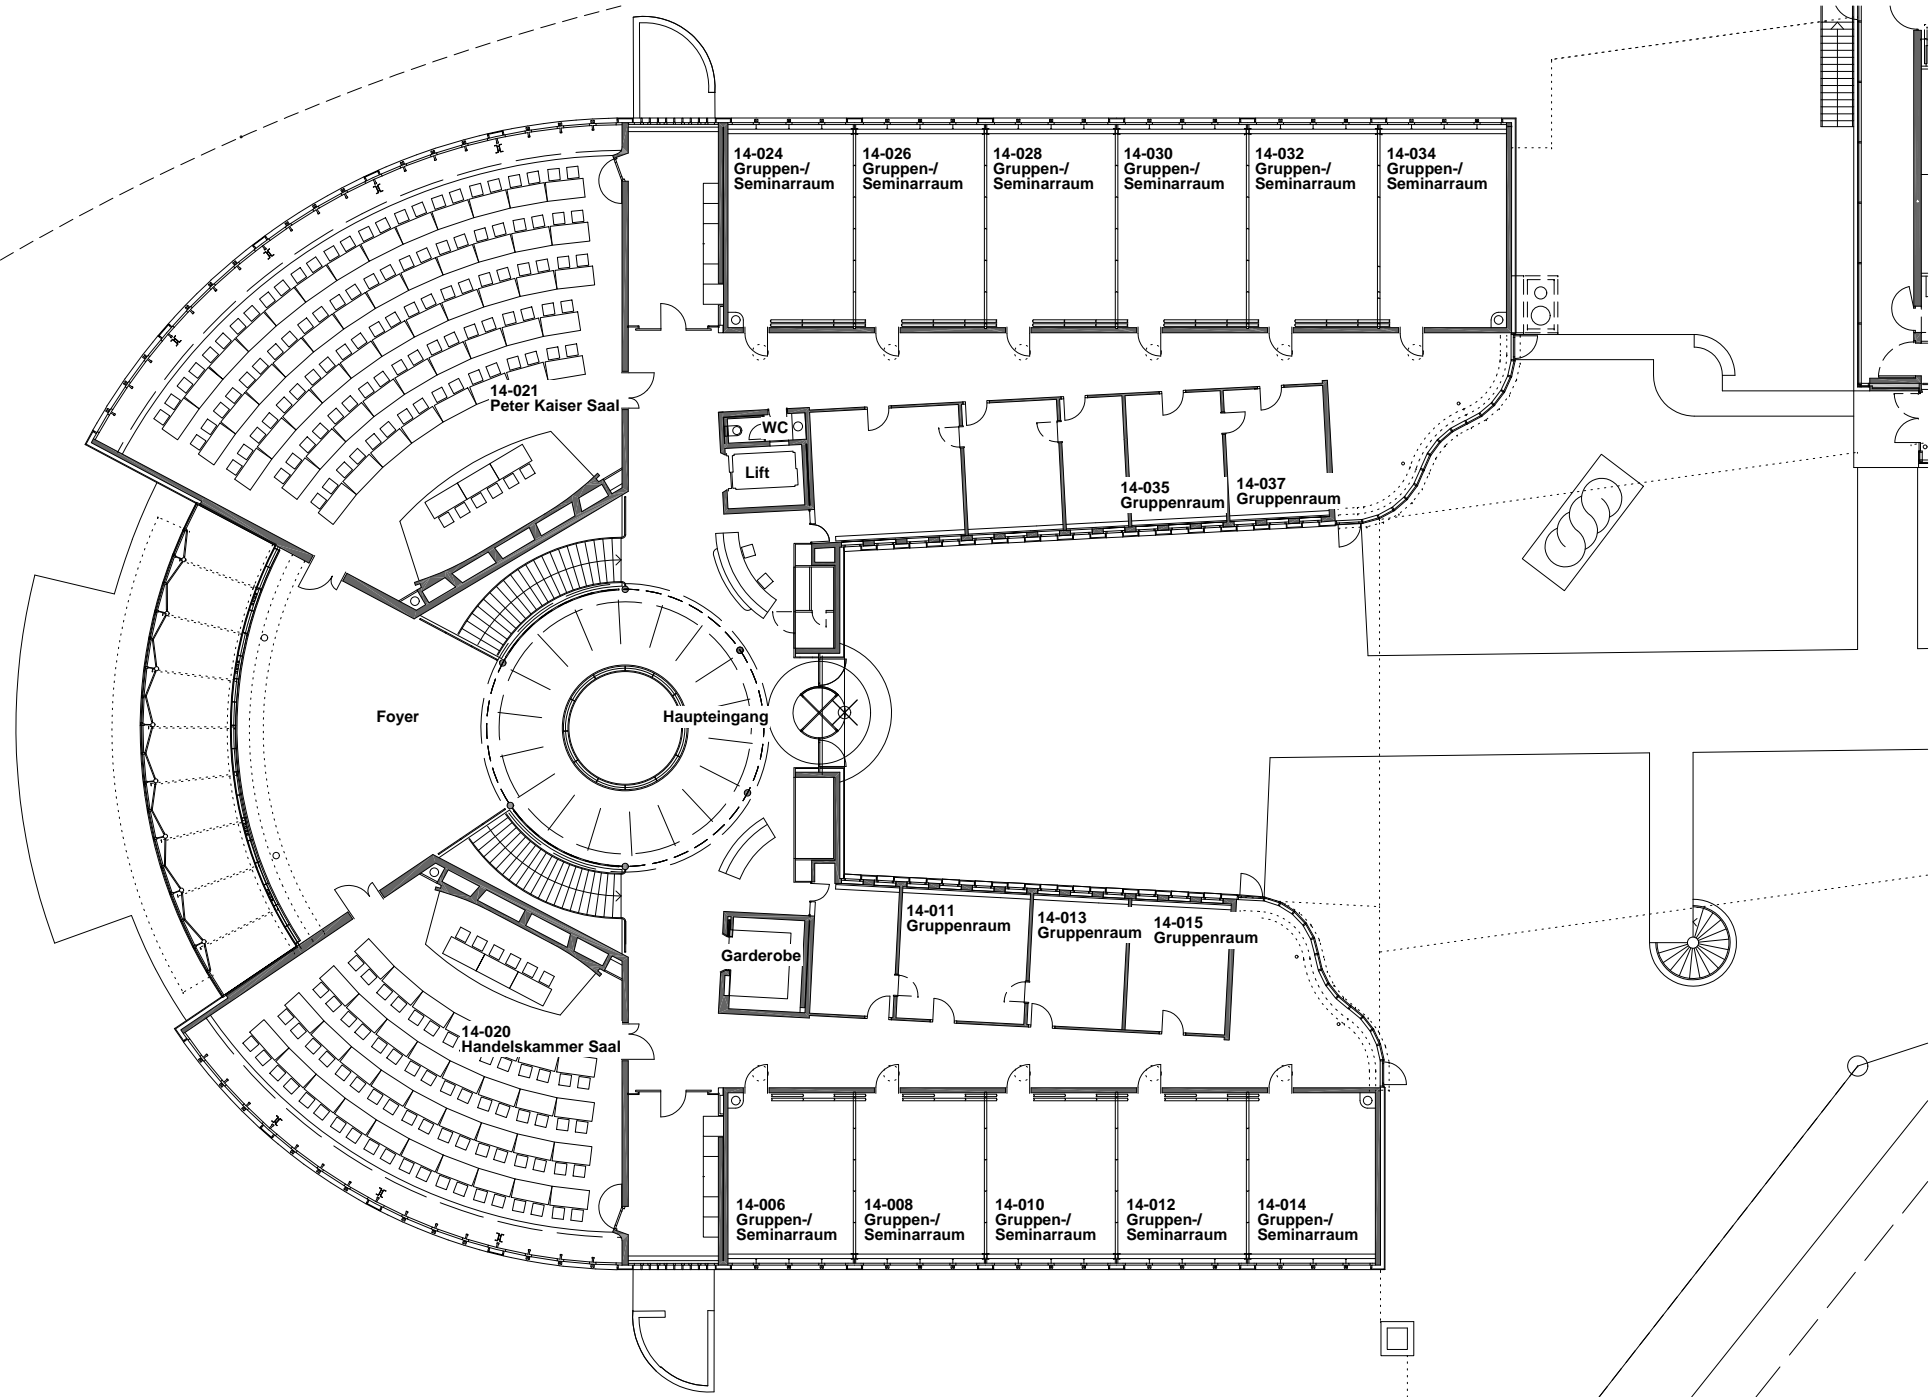 14-024
Gruppen-/
Seminarraum
14-026
Gruppen-/
Seminarraum
14-028
Gruppen-/
Seminarraum
14-030
Gruppen-/
Seminarraum
14-032
Gruppen-/
Seminarraum
14-034
Gruppen-/
Seminarraum
14-021
Peter Kaiser Saal
WC
Lift
14-035
Gruppenraum
14-037
Gruppenraum
Foyer
Haupteingang
14-011
Gruppenraum
14-013
Gruppenraum
14-015
Gruppenraum
Garderobe
14-020
Handelskammer Saal
14-006
Gruppen-/
Seminarraum
14-008
Gruppen-/
Seminarraum
14-010
Gruppen-/
Seminarraum
14-012
Gruppen-/
Seminarraum
14-014
Gruppen-/
Seminarraum